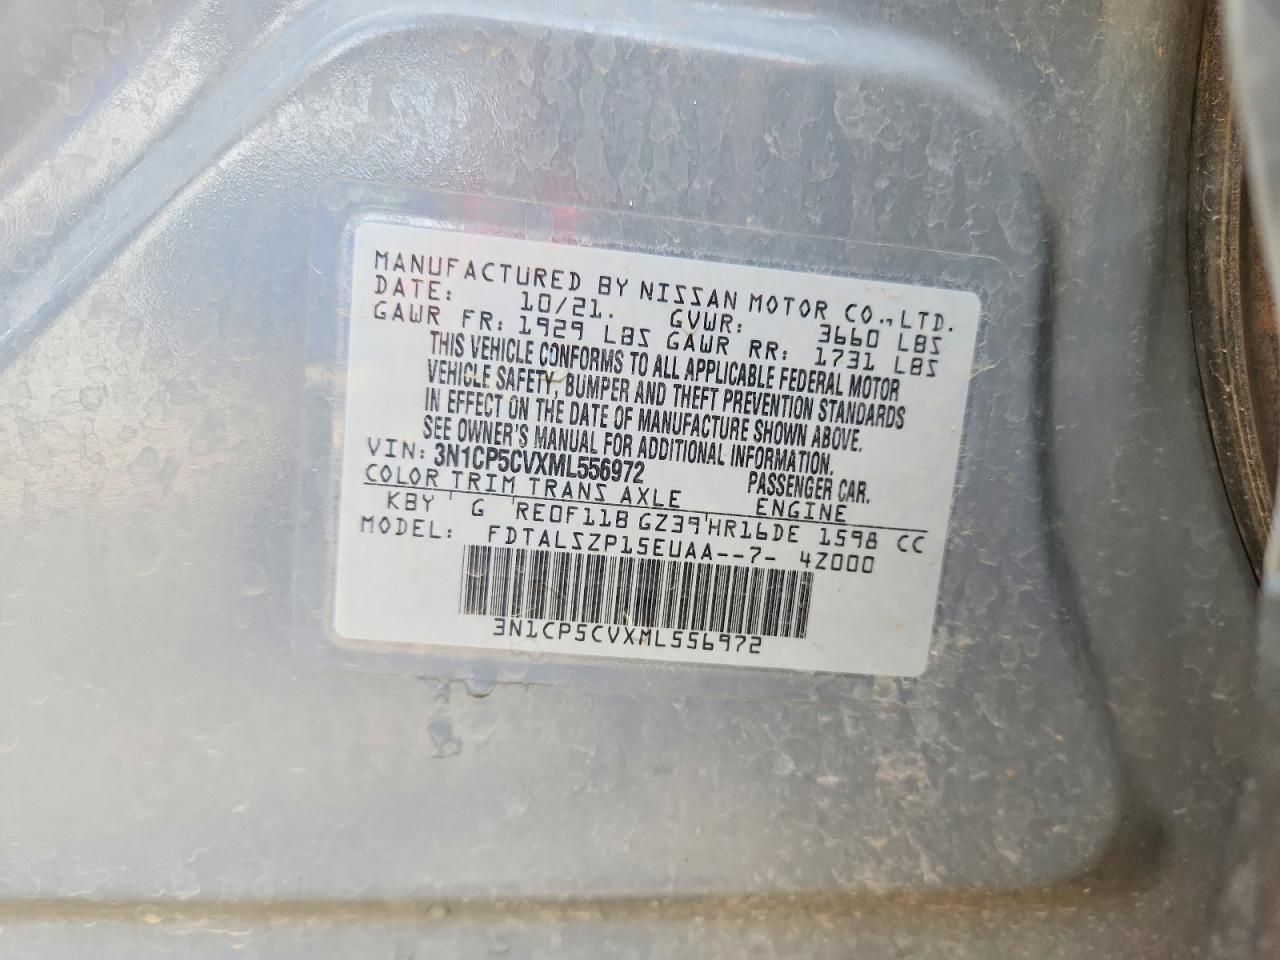 MANUFACTURED BY NISSAN MOTOR CO.,LTD.
DATE: 10/21. GVWR: 3660 LBS
GAWR FR: 1929 LBS GAWR RR: 1731 LBS
THIS VEHICLE CONFORMS TO ALL APPLICABLE FEDERAL MOTOR
VEHICLE SAFETY, BUMPER AND THEFT PREVENTION STANDARDS
IN EFFECT ON THE DATE OF MANUFACTURE SHOWN ABOVE.
SEE OWNER'S MANUAL FOR ADDITIONAL INFORMATION.
VIN: 3N1CP5CVXML556972 PASSENGER CAR.
COLOR TRIM TRANS AXLE ENGINE
KBY G RE0F11B GZ39 HR16DE 1598 CC
MODEL: FDTALSZP15EUAA--7- 4Z000
3N1CP5CVXML556972